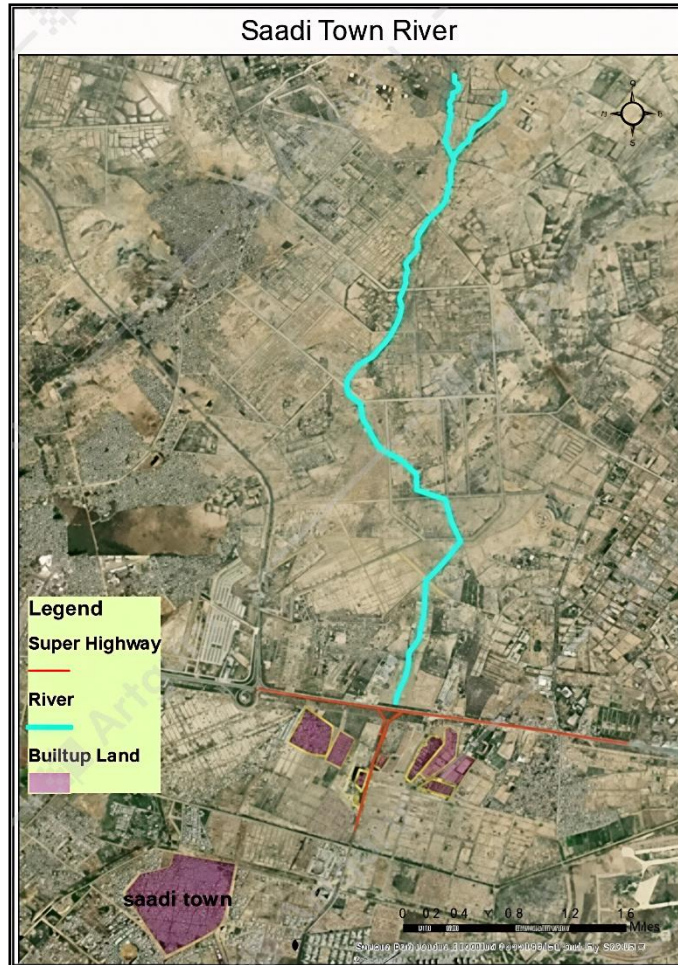 Saadi Town River
S
Legend
Super Highway
River
Builtup Land
saadi town
0 0.2 0.4 0.8 1.2 1.6
Miles